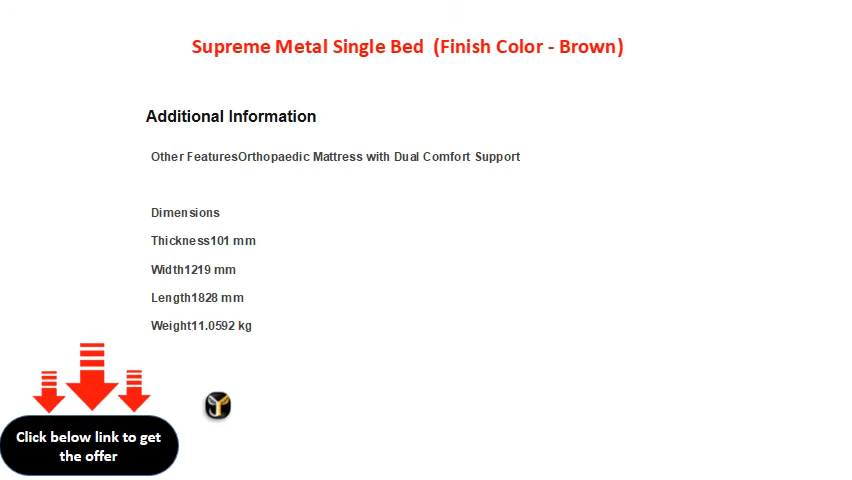 Supreme Metal Single Bed  (Finish Color - Brown)
Additional Information
Other FeaturesOrthopaedic Mattress with Dual Comfort Support
Dimensions
Thickness101 mm
Width1219 mm
Length1828 mm
Weight11.0592 kg
Click below link to get
the offer